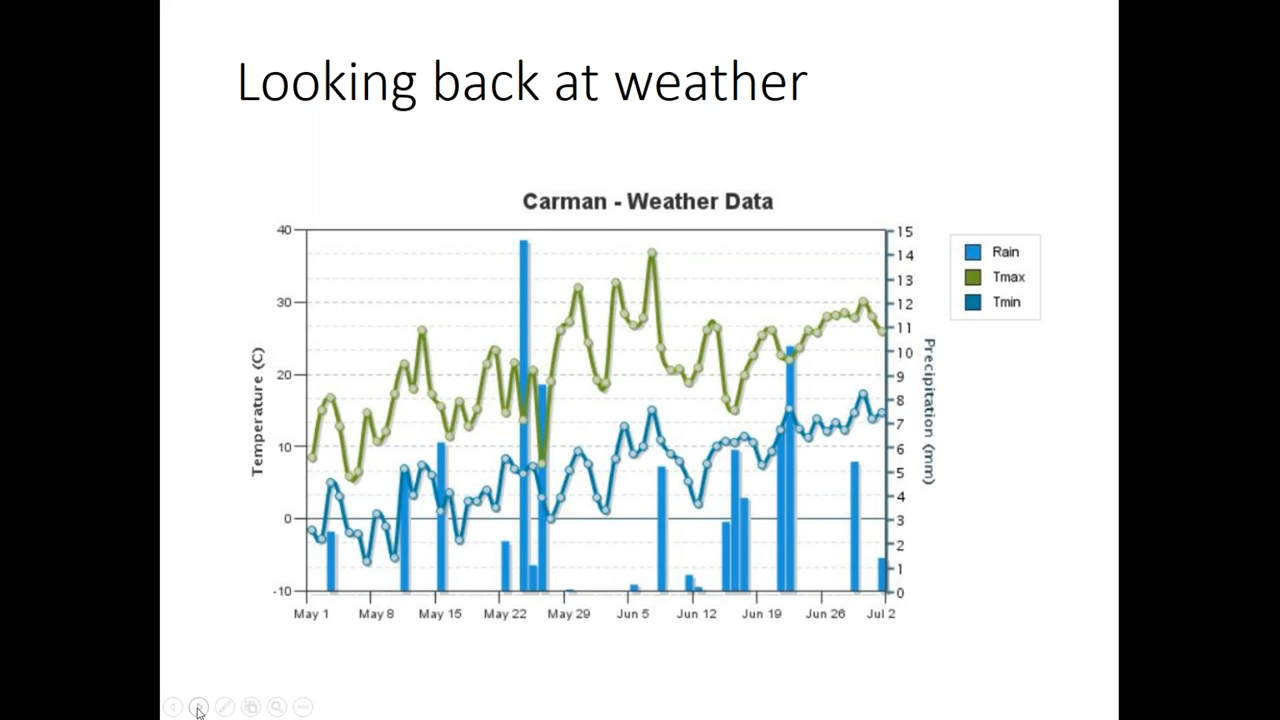 Looking back at weather
Carman - Weather Data
Temperature (C)
40
30
20
10
0
-10
May 1 May 8 May 15 May 22 May 29 Jun 5 Jun 12 Jun 19 Jun 26 Jul 2
15
14
13
12
11
10
9
8
7
6
5
4
3
2
1
0
Precipitation (mm)
Rain
Tmax
Tmin